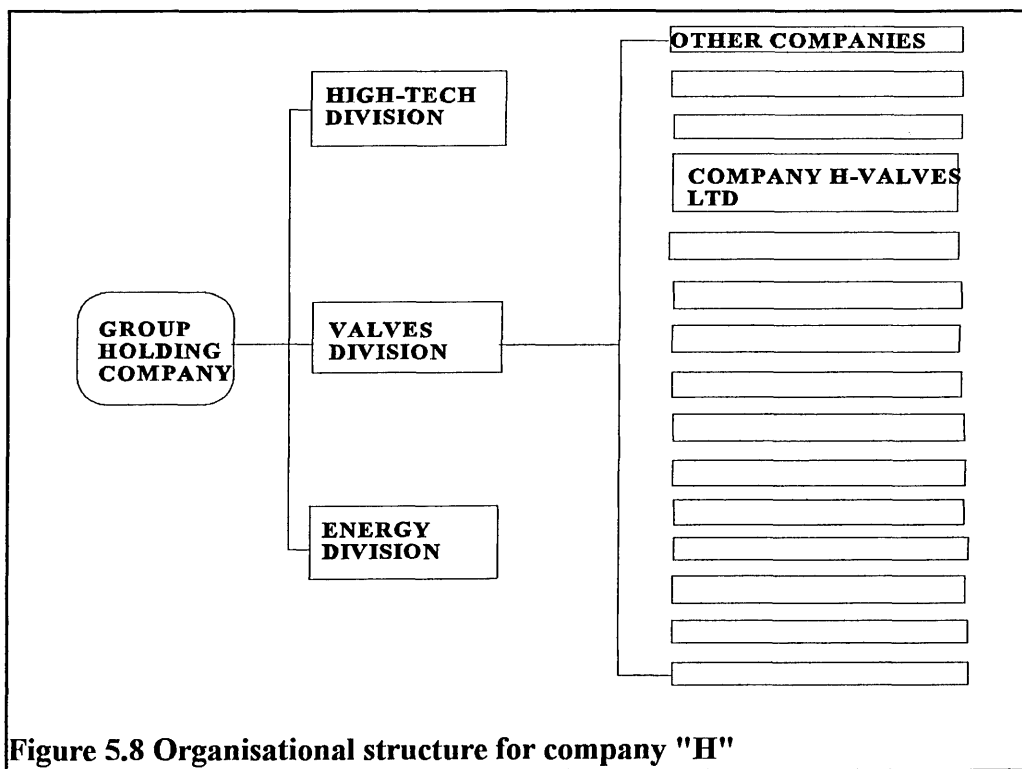 OTHER COMPANIES
HIGH-TECH
DIVISION
COMPANY H-VALVES
LTD
GROUP
HOLDING
COMPANY
VALVES
DIVISION
ENERGY
DIVISION
Figure 5.8 Organisational structure for company "H"